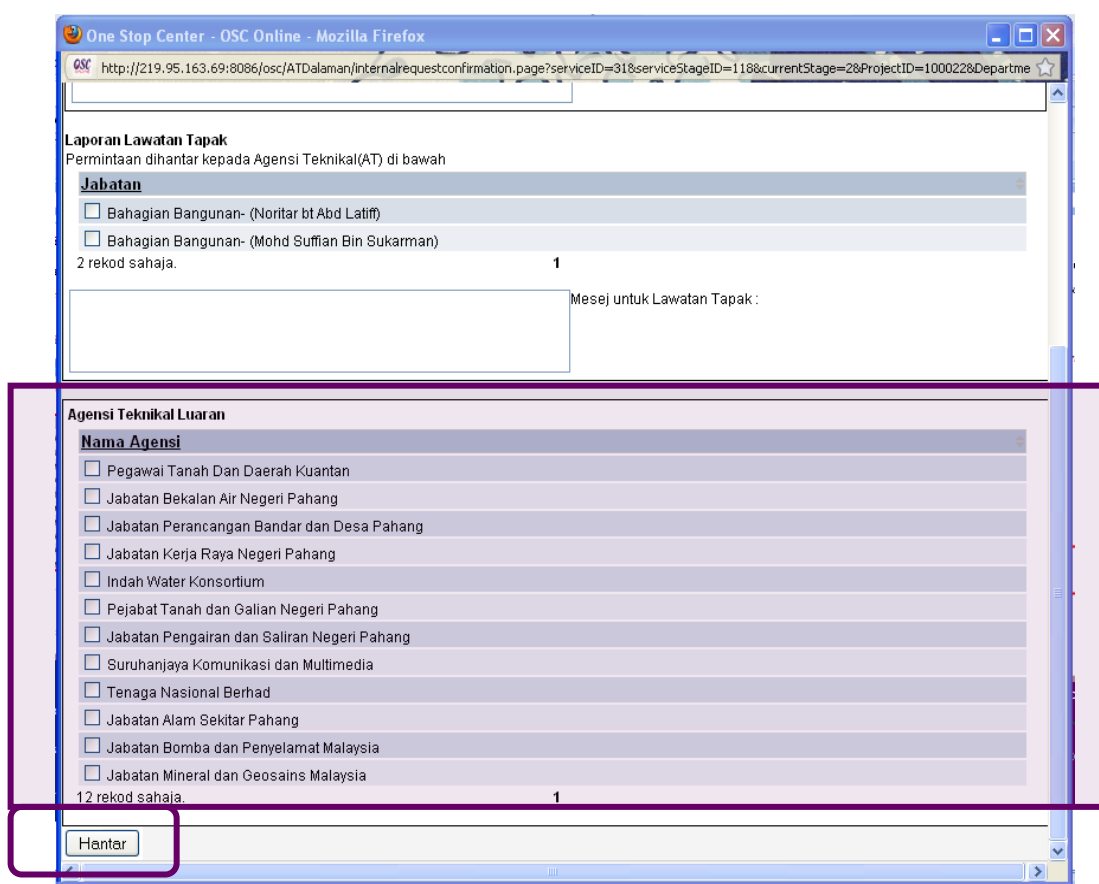 One Stop Center - OSC Online - Mozilla Firefox
OSC http://219.95.163.69:8086/osc/ATDalaman/internalrequestconfirmation.page?serviceID=31&serviceStageID=118&currentStage=2&ProjectID=100022&Departme
Laporan Lawatan Tapak
Permintaan dihantar kepada Agensi Teknikal(AT) di bawah
Jabatan
Bahagian Bangunan- (Noritar bt Abd Latiff)
Bahagian Bangunan- (Mohd Suffian Bin Sukarman)
2 rekod sahaja. 1
Mesej untuk Lawatan Tapak :
Agensi Teknikal Luaran
Nama Agensi
Pegawai Tanah Dan Daerah Kuantan
Jabatan Bekalan Air Negeri Pahang
Jabatan Perancangan Bandar dan Desa Pahang
Jabatan Kerja Raya Negeri Pahang
Indah Water Konsortium
Pejabat Tanah dan Galian Negeri Pahang
Jabatan Pengairan dan Saliran Negeri Pahang
Suruhanjaya Komunikasi dan Multimedia
Tenaga Nasional Berhad
Jabatan Alam Sekitar Pahang
Jabatan Bomba dan Penyelamat Malaysia
Jabatan Mineral dan Geosains Malaysia
12 rekod sahaja. 1
Hantar